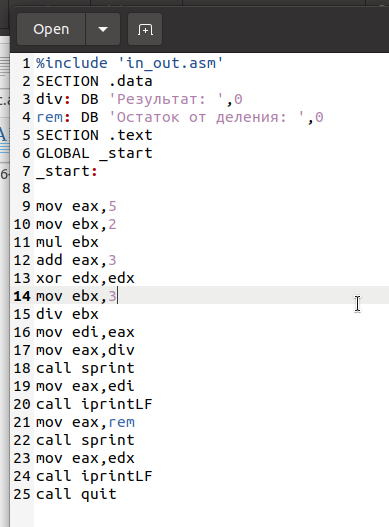 Open
1 %include 'in_out.asm'
2 SECTION .data
3 div: DB 'Результат: ',0
4 rem: DB 'Остаток от деления: ',0
5 SECTION .text
6 GLOBAL _start
7 _start:
8
9 mov eax,5
10 mov ebx,2
11 mul ebx
12 add eax,3
13 xor edx,edx
14 mov ebx,3
15 div ebx
16 mov edi,eax
17 mov eax,div
18 call sprint
19 mov eax,edi
20 call iprintLF
21 mov eax,rem
22 call sprint
23 mov eax,edx
24 call iprintLF
25 call quit